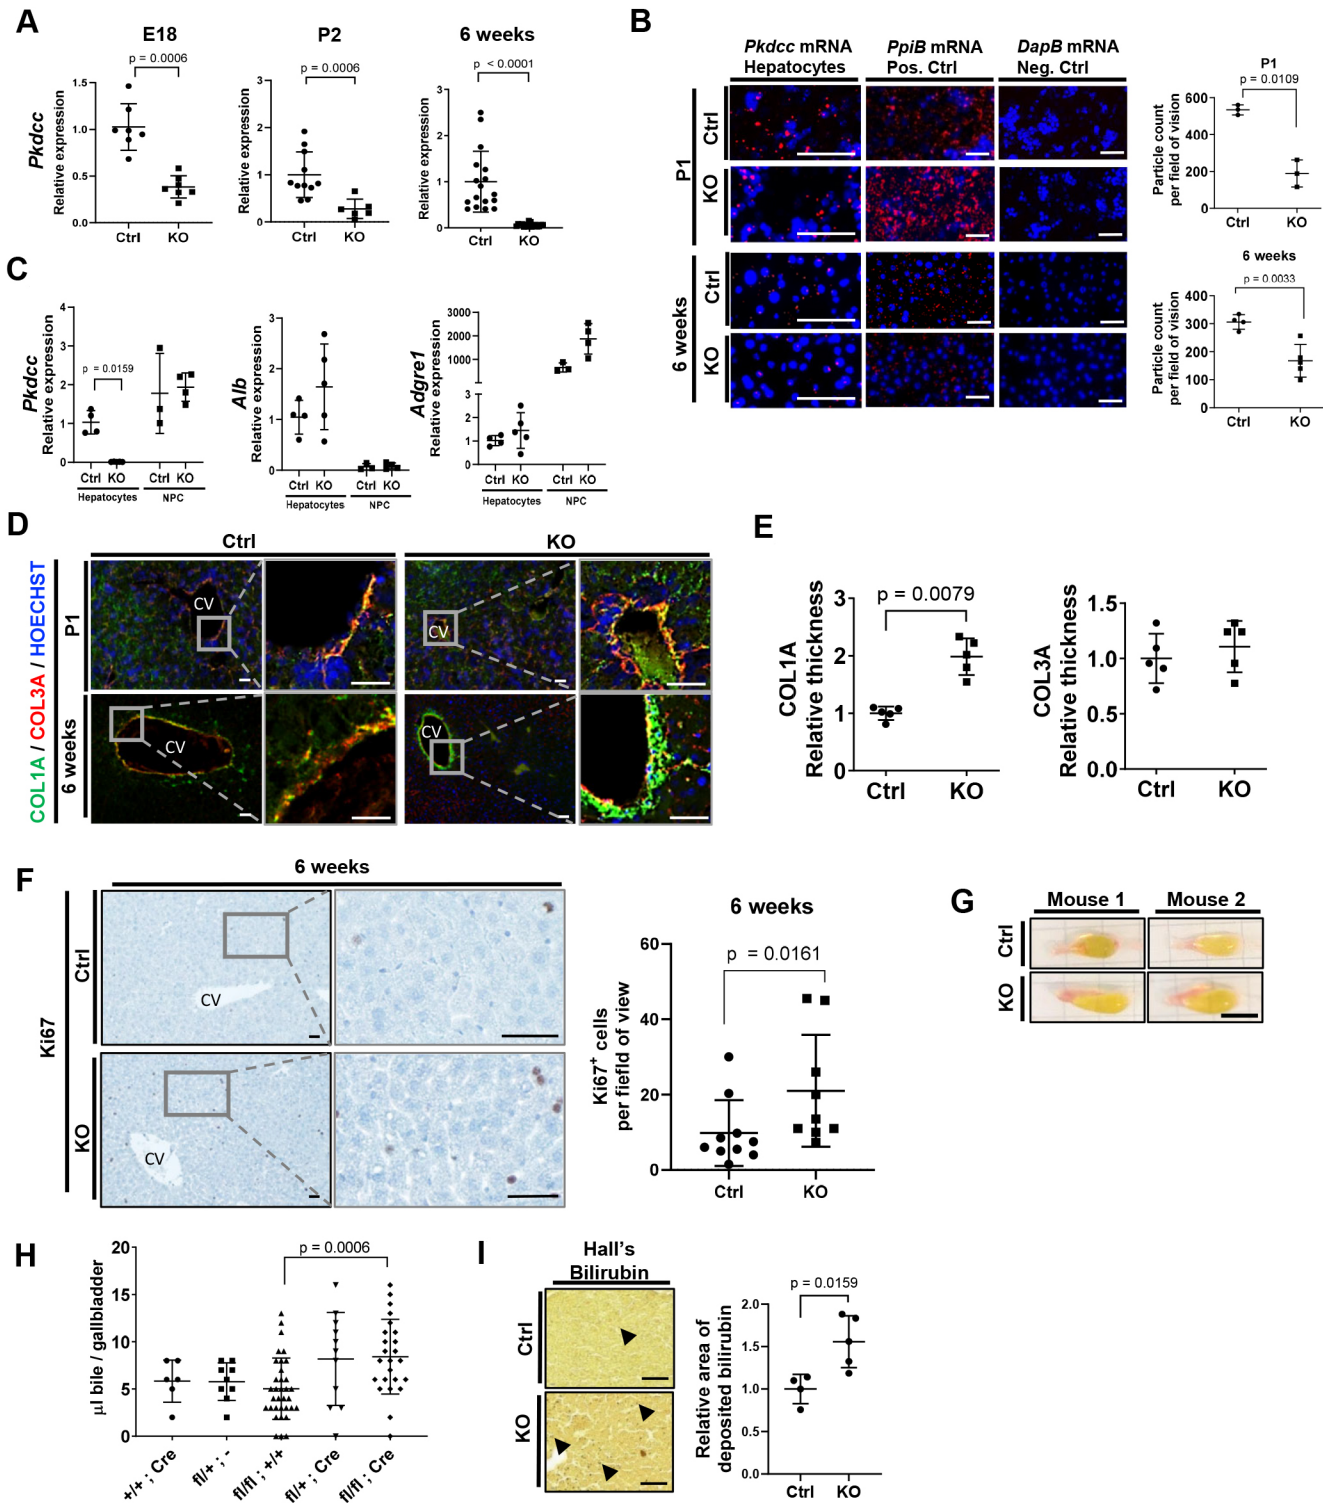 A
E18
P2
6 weeks
p = 0.0006
p = 0.0006
p < 0.0001
Pkdcc
Relative expression
1.5
1.0
0.5
0.0
Ctrl
KO
Relative expression
3
2
1
0
Ctrl
KO
Relative expression
3
2
1
0
Ctrl
KO
B
Pkdcc mRNA
Hepatocytes
PpiB mRNA
Pos. Ctrl
DapB mRNA
Neg. Ctrl
P1
Ctrl
KO
6 weeks
Ctrl
KO
P1
p = 0.0109
Particle count
per field of vision
600
400
200
0
Ctrl
KO
6 weeks
p = 0.0033
Particle count
per field of vision
400
300
200
100
0
Ctrl
KO
C
Pkdcc
Relative expression
4
3
2
1
0
p = 0.0159
Ctrl KO
Ctrl KO
Hepatocytes
NPC
Alb
Relative expression
3
2
1
0
Ctrl KO
Ctrl KO
Hepatocytes
NPC
Adgre1
Relative expression
3000
2000
1000
3
2
1
0
Ctrl KO
Ctrl KO
Hepatocytes
NPC
D
Ctrl
KO
COL1A / COL3A / HOECHST
P1
6 weeks
CV
CV
CV
CV
E
COL1A
Relative thickness
p = 0.0079
3
2
1
0
Ctrl
KO
COL3A
Relative thickness
1.5
1.0
0.5
0.0
Ctrl
KO
F
6 weeks
Ki67
Ctrl
KO
CV
CV
6 weeks
p = 0.0161
Ki67+ cells
per fiefld of view
60
40
20
0
Ctrl
KO
G
Mouse 1
Mouse 2
Ctrl
KO
H
µl bile / gallbladder
20
15
10
5
0
p = 0.0006
+/+ ; Cre
fl/+ ; -
fl/fl ; +/+
fl/+ ; Cre
fl/fl ; Cre
I
Hall's
Bilirubin
Ctrl
KO
p = 0.0159
Relative area of
deposited bilirubin
2.0
1.5
1.0
0.5
0.0
Ctrl
KO